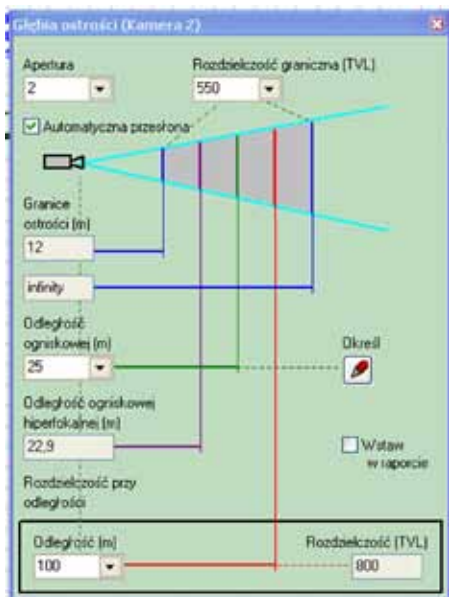 Głębia ostrości (Kamera 2)
Apertura
Rozdzielczość graniczna (TVL)
2
550
Automatyczna przesłona
Granice
ostrości (m)
12
infinity
Odległość
ogniskowej (m)
25
Określ
Odległość ogniskowej
hiperfokalnej (m)
22,9
Wstaw
w raporcie
Rozdzielczość przy
odległości
Odległość (m)
Rozdzielczość (TVL)
100
800